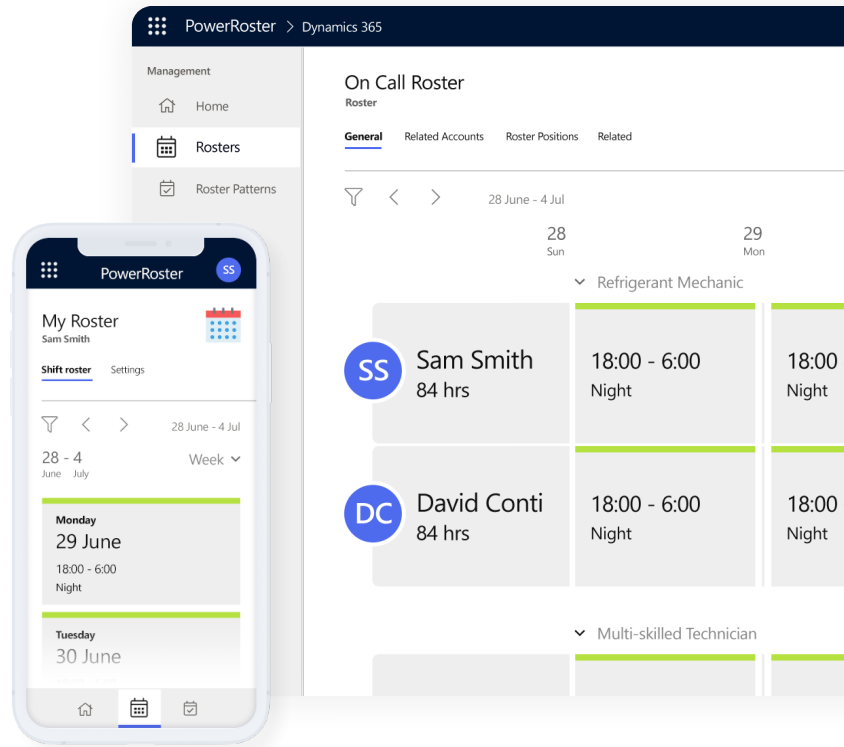 PowerRoster > Dynamics 365
Management
Home
Rosters
Roster Patterns
On Call Roster
Roster
General Related Accounts Roster Positions Related
28 June - 4 Jul
28 29
Sun Mon
Refrigerant Mechanic
SS Sam Smith 18:00 - 6:00 18:00
84 hrs Night Night
DC David Conti 18:00 - 6:00 18:00
84 hrs Night Night
Multi-skilled Technician
PowerRoster SS
My Roster
Sam Smith
Shift roster Settings
28 June - 4 Jul
28 - 4 Week
June July
Monday
29 June
18:00 - 6:00
Night
Tuesday
30 June